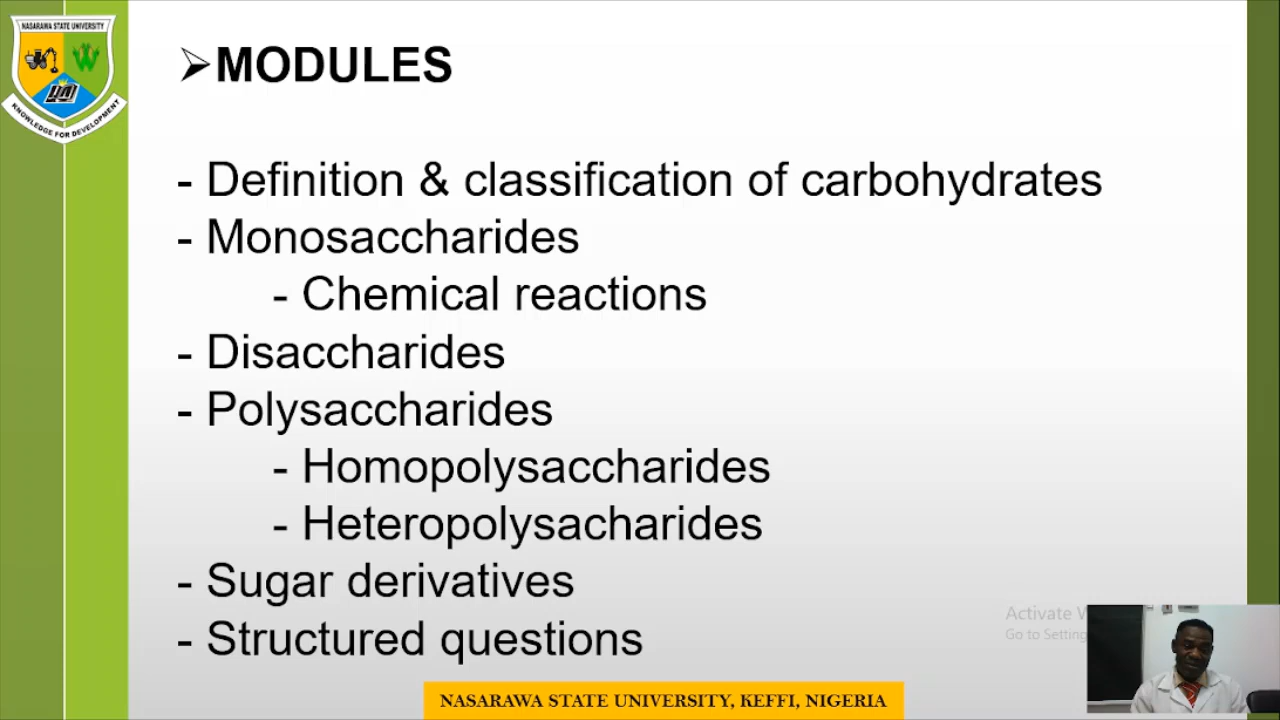 NASARAWA STATE UNIVERSITY
KNOWLEDGE FOR DEVELOPMENT
➢MODULES
- Definition & classification of carbohydrates
- Monosaccharides
- Chemical reactions
- Disaccharides
- Polysaccharides
- Homopolysaccharides
- Heteropolysacharides
- Sugar derivatives
- Structured questions
Activate
Go to Setting
NASARAWA STATE UNIVERSITY, KEFFI, NIGERIA